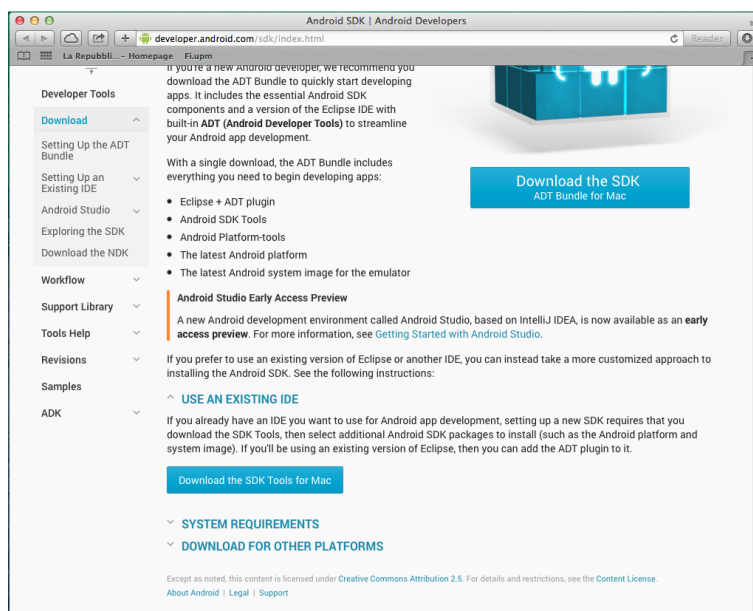 Android SDK | Android Developers
developer.android.com/sdk/index.html
Reader
La Repubbli...- Homepage Fi.upm
Developer Tools
Download
Setting Up the ADT
Bundle
Setting Up an
Existing IDE
Android Studio
Exploring the SDK
Download the NDK
Workflow
Support Library
Tools Help
Revisions
Samples
ADK
If you're a new Android developer, we recommend you
download the ADT Bundle to quickly start developing
apps. It includes the essential Android SDK
components and a version of the Eclipse IDE with
built-in ADT (Android Developer Tools) to streamline
your Android app development.
With a single download, the ADT Bundle includes
everything you need to begin developing apps:
• Eclipse + ADT plugin
• Android SDK Tools
• Android Platform-tools
• The latest Android platform
• The latest Android system image for the emulator
Download the SDK
ADT Bundle for Mac
Android Studio Early Access Preview
A new Android development environment called Android Studio, based on IntelliJ IDEA, is now available as an early
access preview. For more information, see Getting Started with Android Studio.
If you prefer to use an existing version of Eclipse or another IDE, you can instead take a more customized approach to
installing the Android SDK. See the following instructions:
USE AN EXISTING IDE
If you already have an IDE you want to use for Android app development, setting up a new SDK requires that you
download the SDK Tools, then select additional Android SDK packages to install (such as the Android platform and
system image). If you'll be using an existing version of Eclipse, then you can add the ADT plugin to it.
Download the SDK Tools for Mac
SYSTEM REQUIREMENTS
DOWNLOAD FOR OTHER PLATFORMS
Except as noted, this content is licensed under Creative Commons Attribution 2.5. For details and restrictions, see the Content License.
About Android | Legal | Support